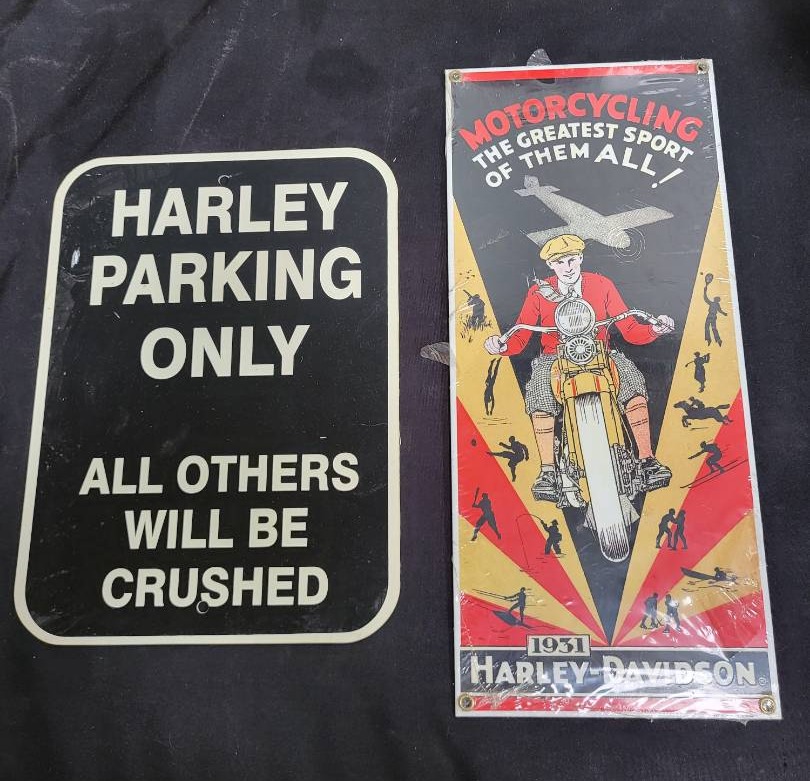 HARLEY
PARKING
ONLY
ALL OTHERS
WILL BE
CRUSHED
MOTORCYCLING
THE GREATEST SPORT
OF THEM ALL!
1931
HARLEY-DAVIDSON®